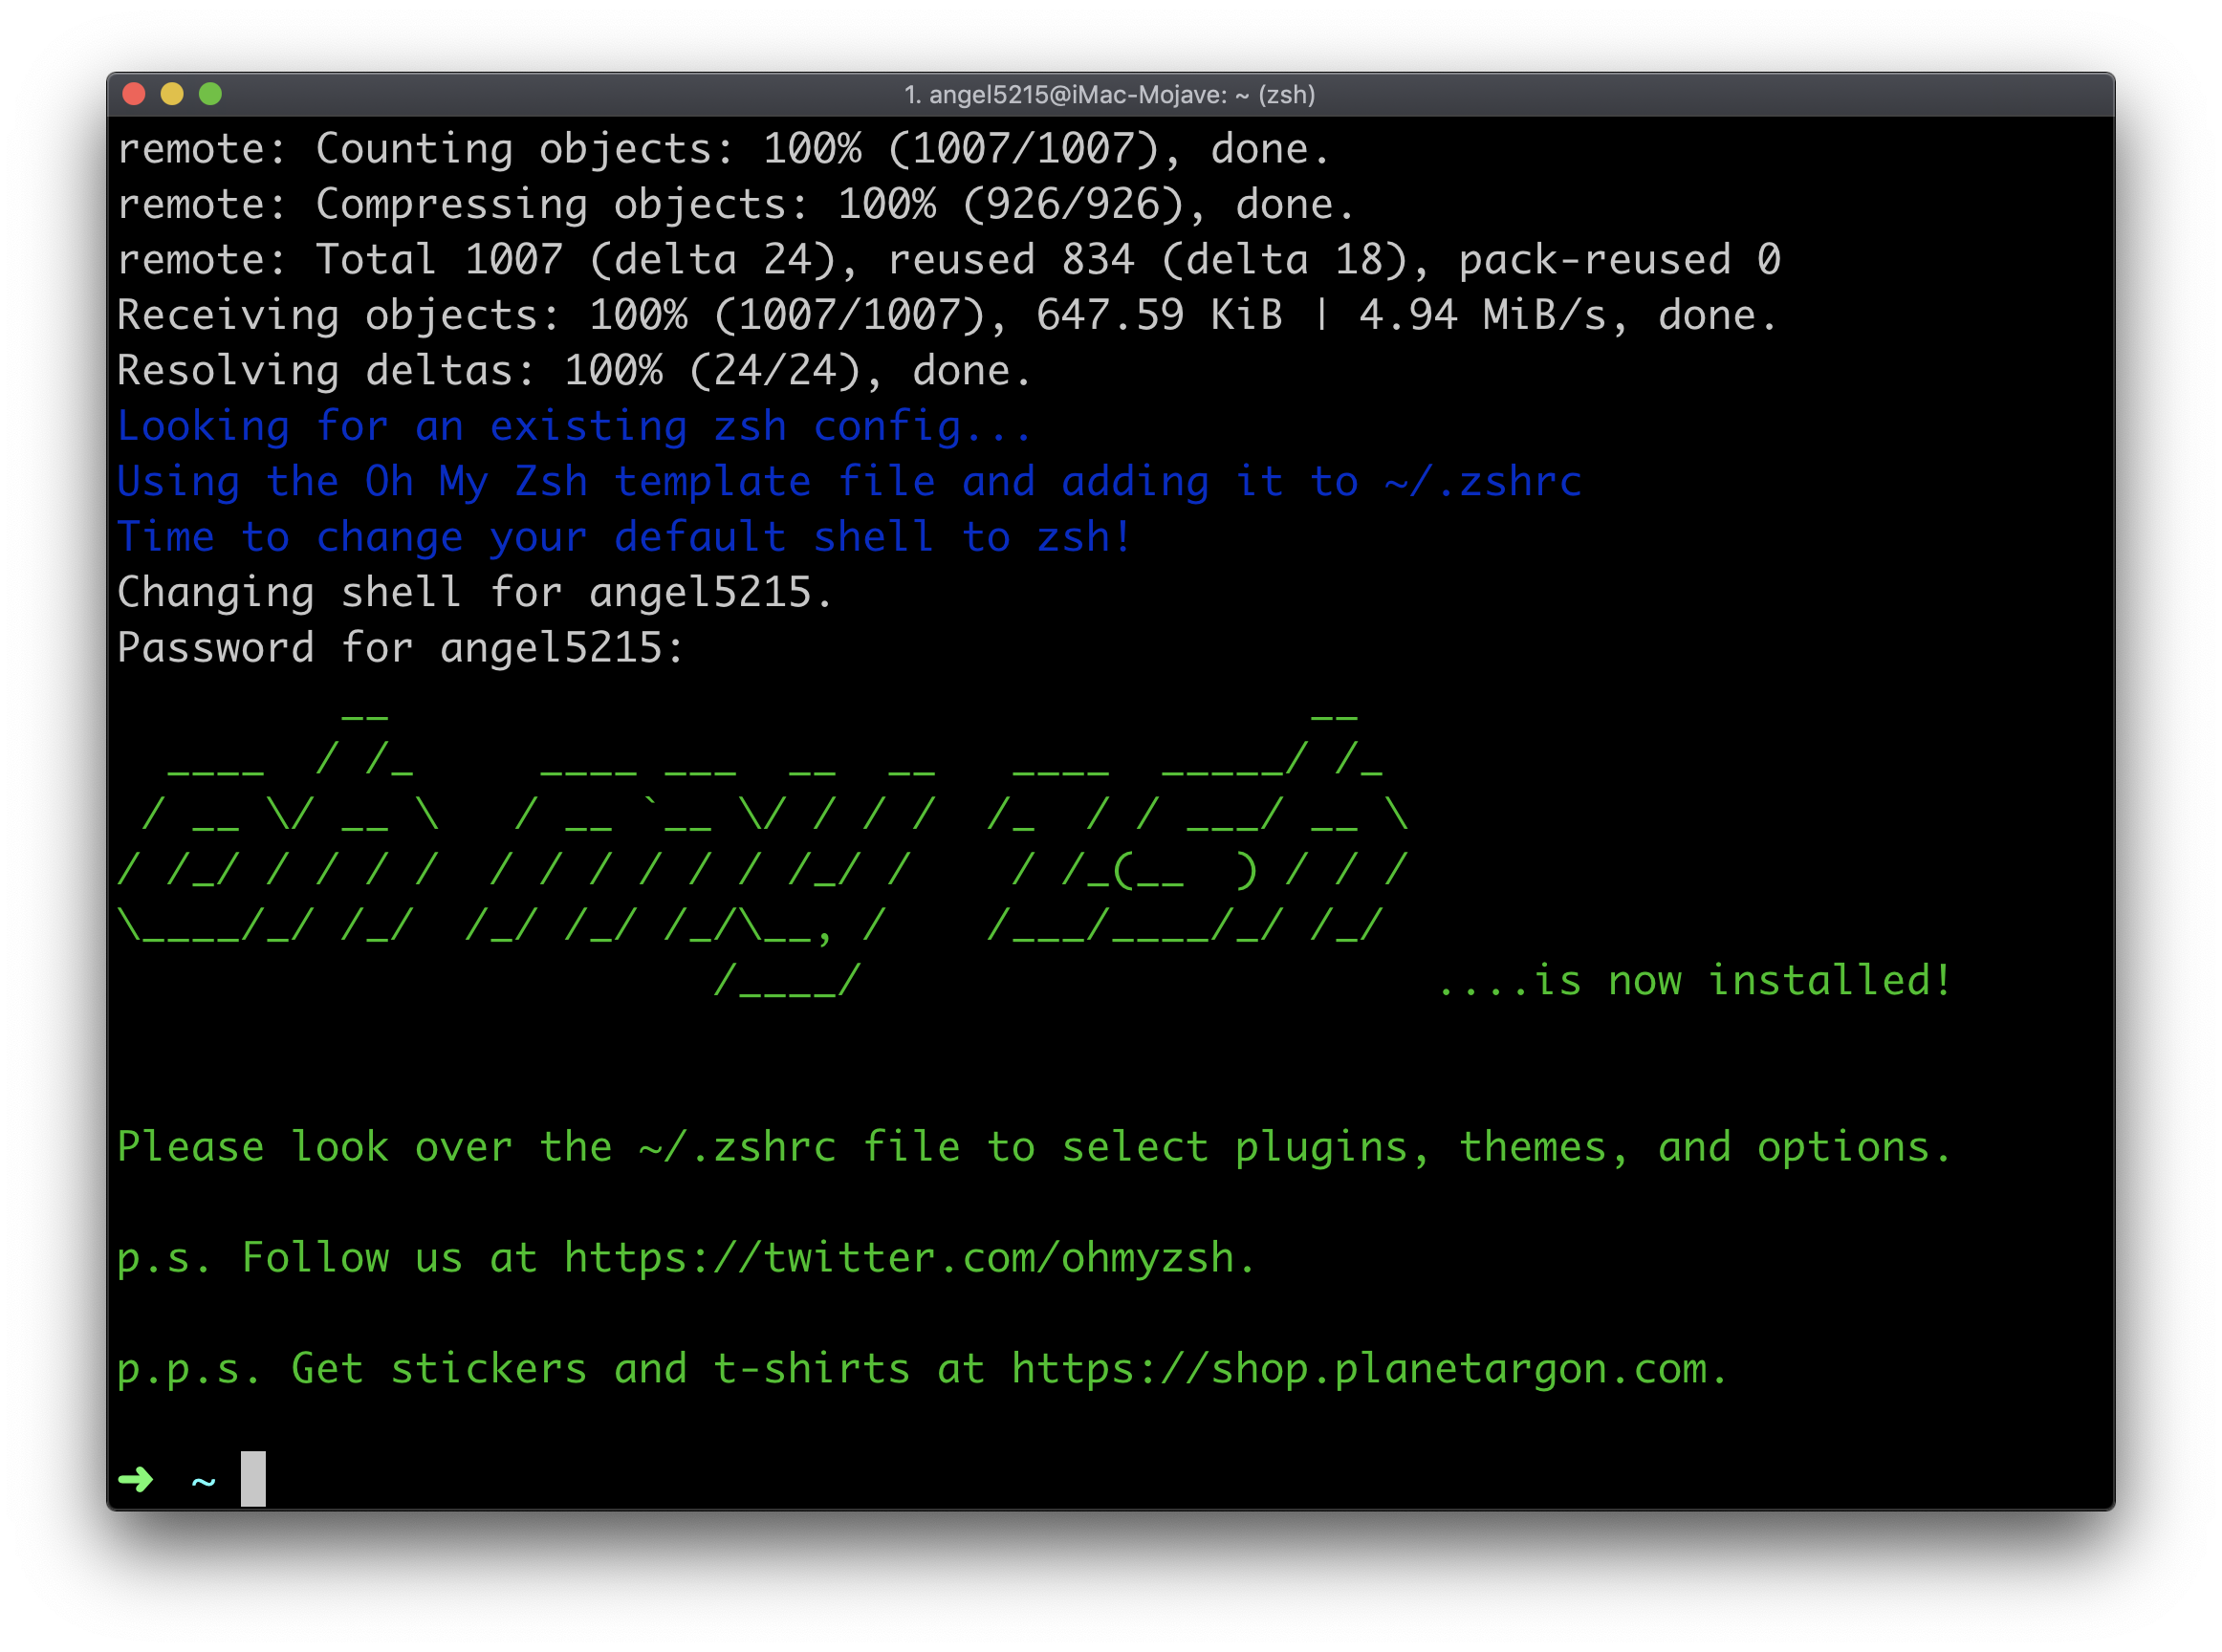 1. angel5215@iMac-Mojave: ~ (zsh)
remote: Counting objects: 100% (1007/1007), done.
remote: Compressing objects: 100% (926/926), done.
remote: Total 1007 (delta 24), reused 834 (delta 18), pack-reused 0
Receiving objects: 100% (1007/1007), 647.59 KiB | 4.94 MiB/s, done.
Resolving deltas: 100% (24/24), done.
Looking for an existing zsh config...
Using the Oh My Zsh template file and adding it to ~/.zshrc
Time to change your default shell to zsh!
Changing shell for angel5215.
Password for angel5215:
oh my zsh
....is now installed!
Please look over the ~/.zshrc file to select plugins, themes, and options.
p.s. Follow us at https://twitter.com/ohmyzsh.
p.p.s. Get stickers and t-shirts at https://shop.planetargon.com.
➜ ~